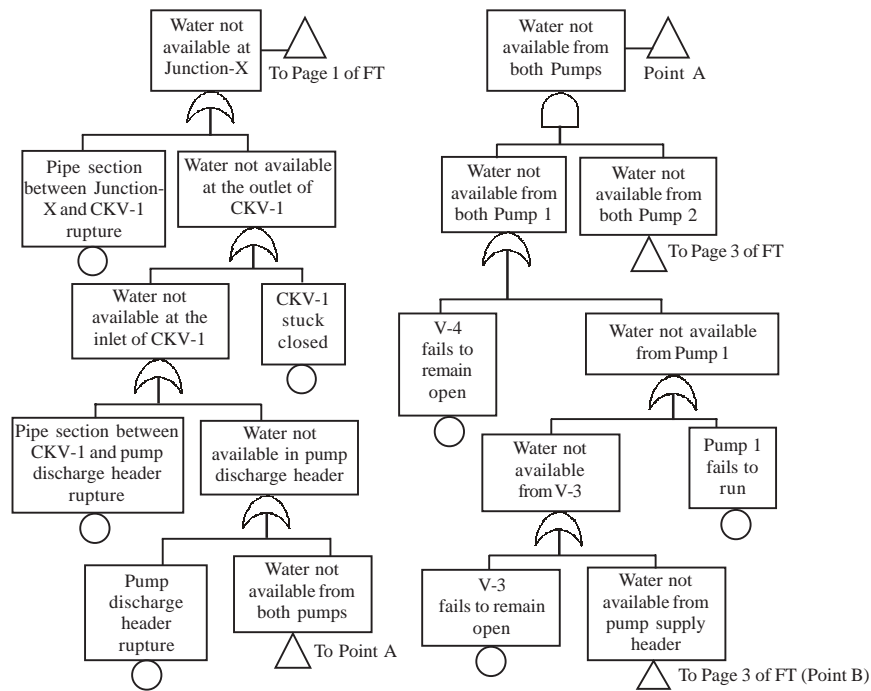 Water not
available at
Junction-X
To Page 1 of FT
Pipe section
between Junction-
X and CKV-1
rupture
Water not available
at the outlet of
CKV-1
Water not
available at the
inlet of CKV-1
CKV-1
stuck
closed
Pipe section between
CKV-1 and pump
discharge header
rupture
Water not
available in pump
discharge header
Pump
discharge
header
rupture
Water not
available from
both pumps
To Point A
Water not
available from
both Pumps
Point A
Water not
available from
both Pump 1
Water not
available from
both Pump 2
To Page 3 of FT
V-4
fails to
remain
open
Water not available
from Pump 1
Water not
available
from V-3
Pump 1
fails to
run
V-3
fails to remain
open
Water not
available from
pump supply
header
To Page 3 of FT (Point B)